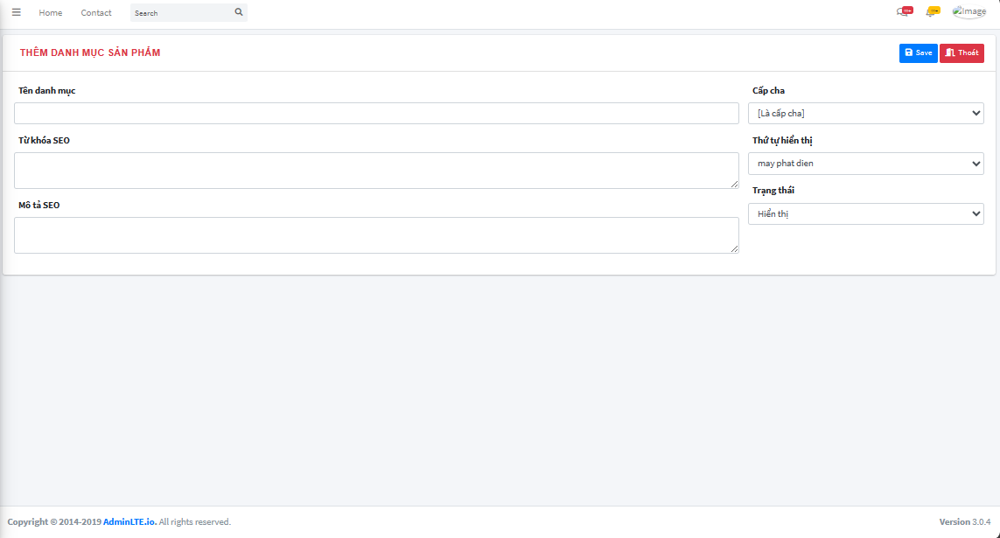 Home Contact Search 99+ 99+ Image
THÊM DANH MỤC SẢN PHẨM Save Thoát
Tên danh mục
Cấp cha
[Là cấp cha]
Từ khóa SEO
Thứ tự hiển thị
may phat dien
Trạng thái
Mô tả SEO
Hiển thị
Copyright © 2014-2019 AdminLTE.io. All rights reserved. Version 3.0.4